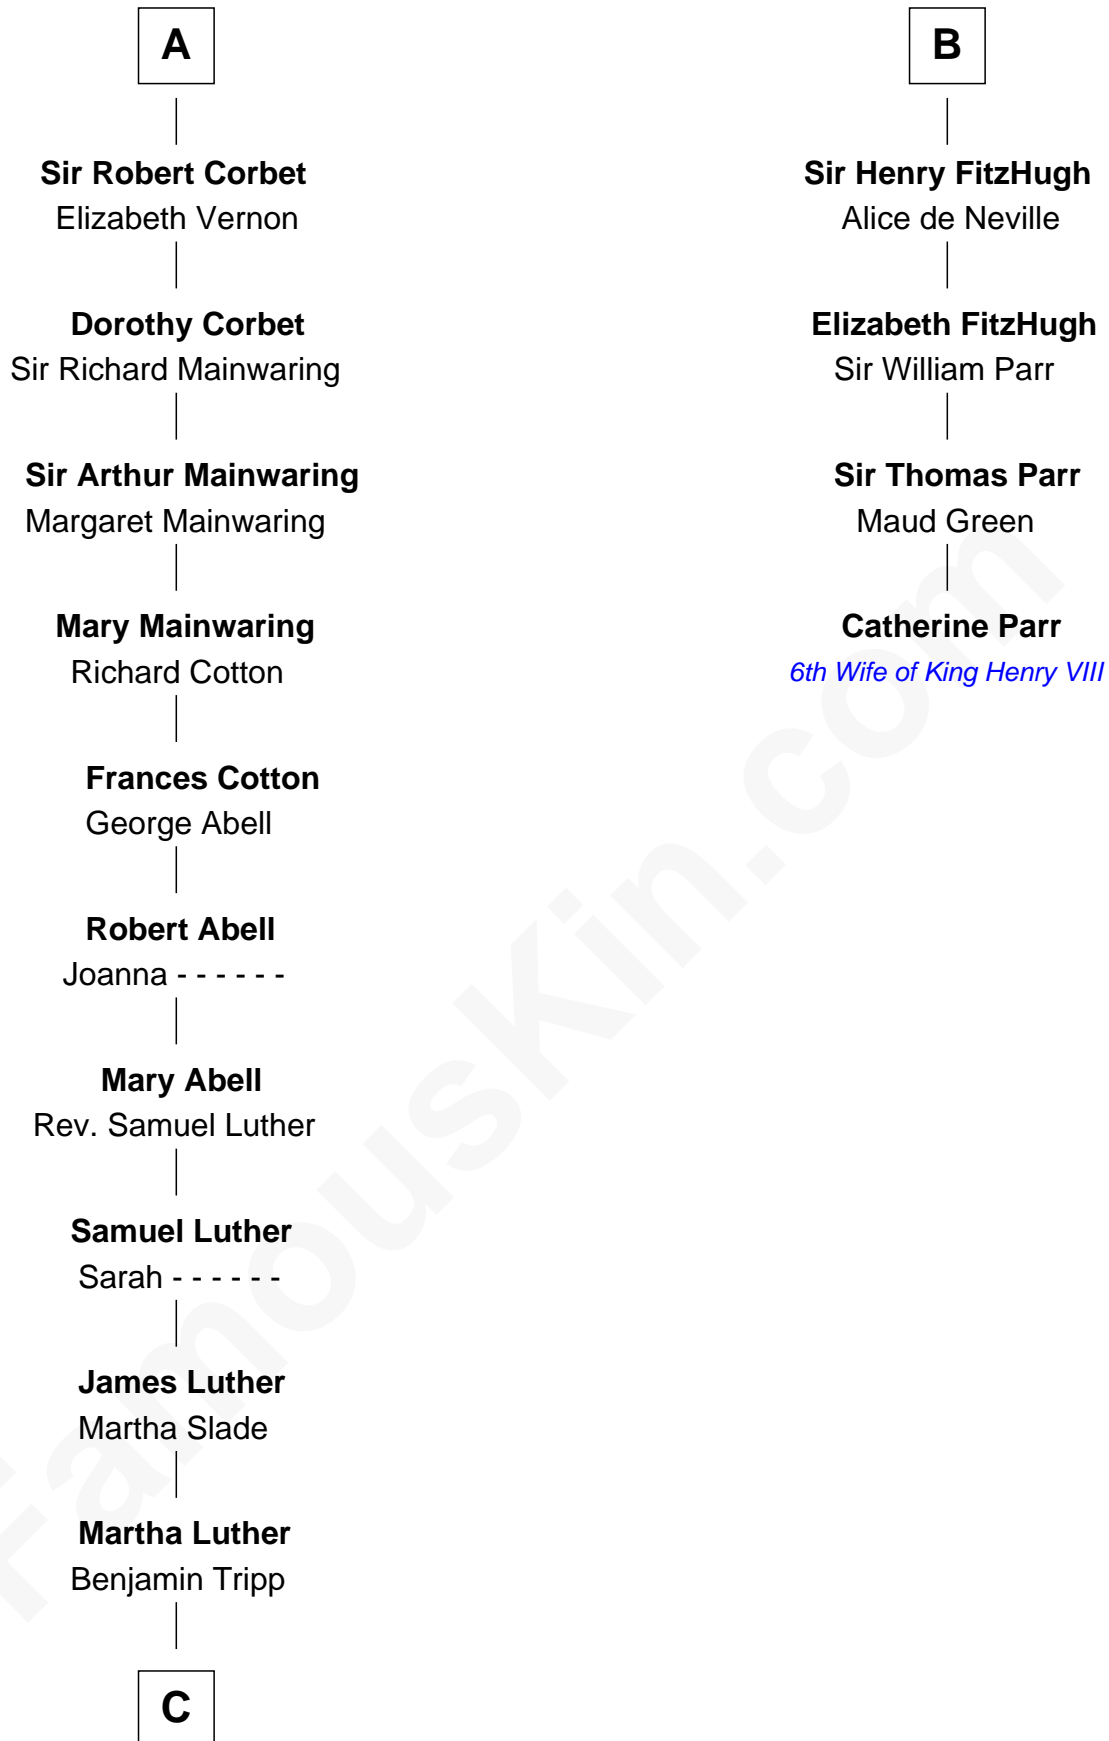 A
Sir Robert Corbet
Elizabeth Vernon
Dorothy Corbet
Sir Richard Mainwaring
Sir Arthur Mainwaring
Margaret Mainwaring
Mary Mainwaring
Richard Cotton
Frances Cotton
George Abell
Robert Abell
Joanna - - - - - -
Mary Abell
Rev. Samuel Luther
Samuel Luther
Sarah - - - - - -
James Luther
Martha Slade
Martha Luther
Benjamin Tripp
C
B
Sir Henry FitzHugh
Alice de Neville
Elizabeth FitzHugh
Sir William Parr
Sir Thomas Parr
Maud Green
Catherine Parr
6th Wife of King Henry VIII
FamousKin.com